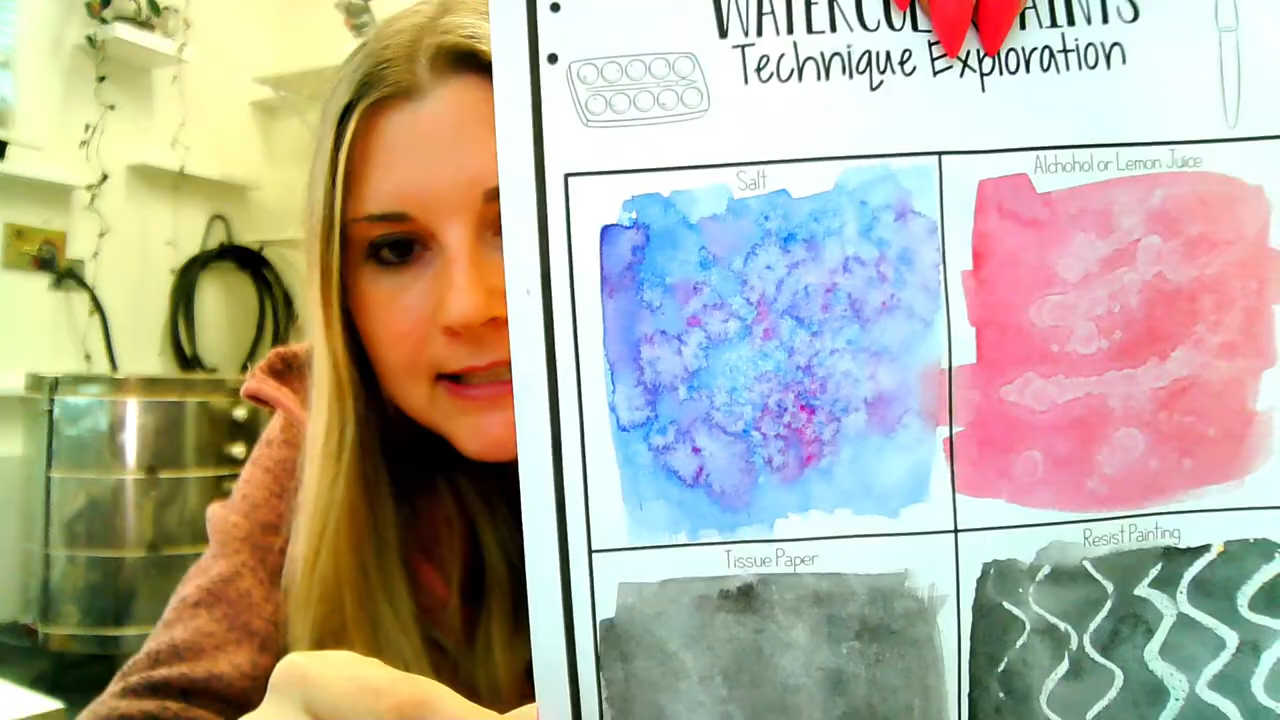 Technique Exploration
Salt
Alchohol or Lemon Juice
Tissue Paper
Resist Painting